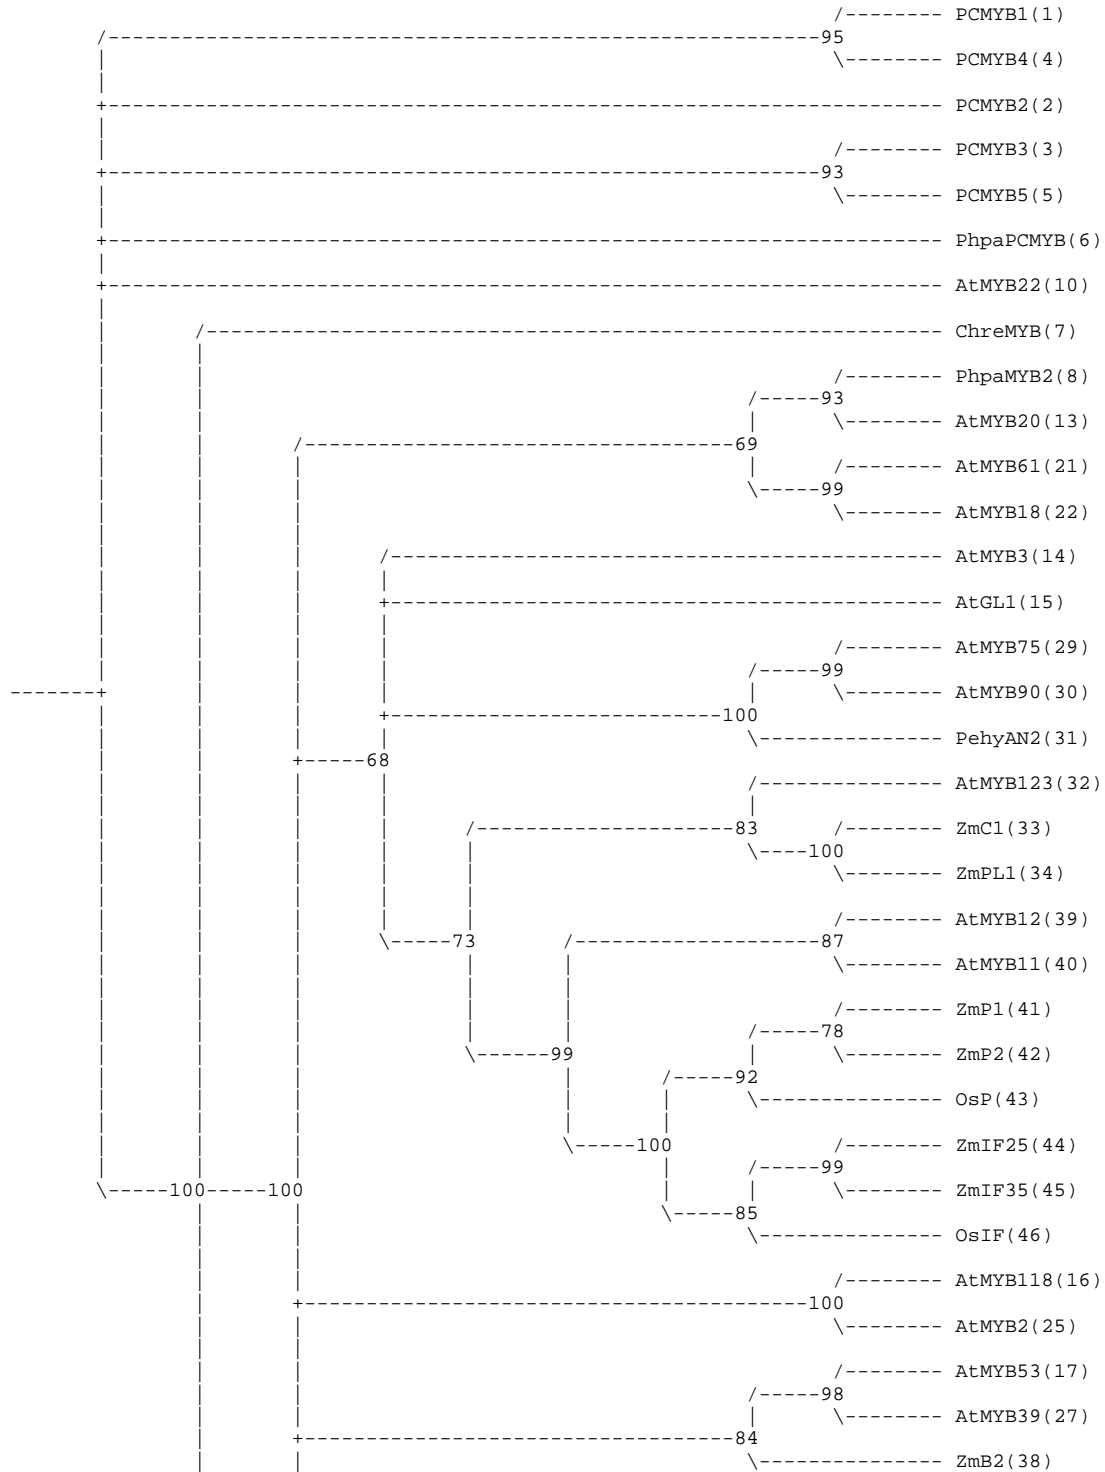 PCMYB1(1)
95
PCMYB4(4)
PCMYB2(2)
PCMYB3(3)
93
PCMYB5(5)
PhpaPCMYB(6)
AtMYB22(10)
ChreMYB(7)
PhpaMYB2(8)
93
AtMYB20(13)
69
AtMYB61(21)
99
AtMYB18(22)
AtMYB3(14)
AtGL1(15)
AtMYB75(29)
99
AtMYB90(30)
100
PehyAN2(31)
68
AtMYB123(32)
83 ZmC1(33)
100
ZmPL1(34)
AtMYB12(39)
73 87
AtMYB11(40)
ZmP1(41)
78
99 ZmP2(42)
92
OsP(43)
100 ZmIF25(44)
99
100 100 ZmIF35(45)
85
OsIF(46)
AtMYB118(16)
100
AtMYB2(25)
AtMYB53(17)
98
AtMYB39(27)
84
ZmB2(38)